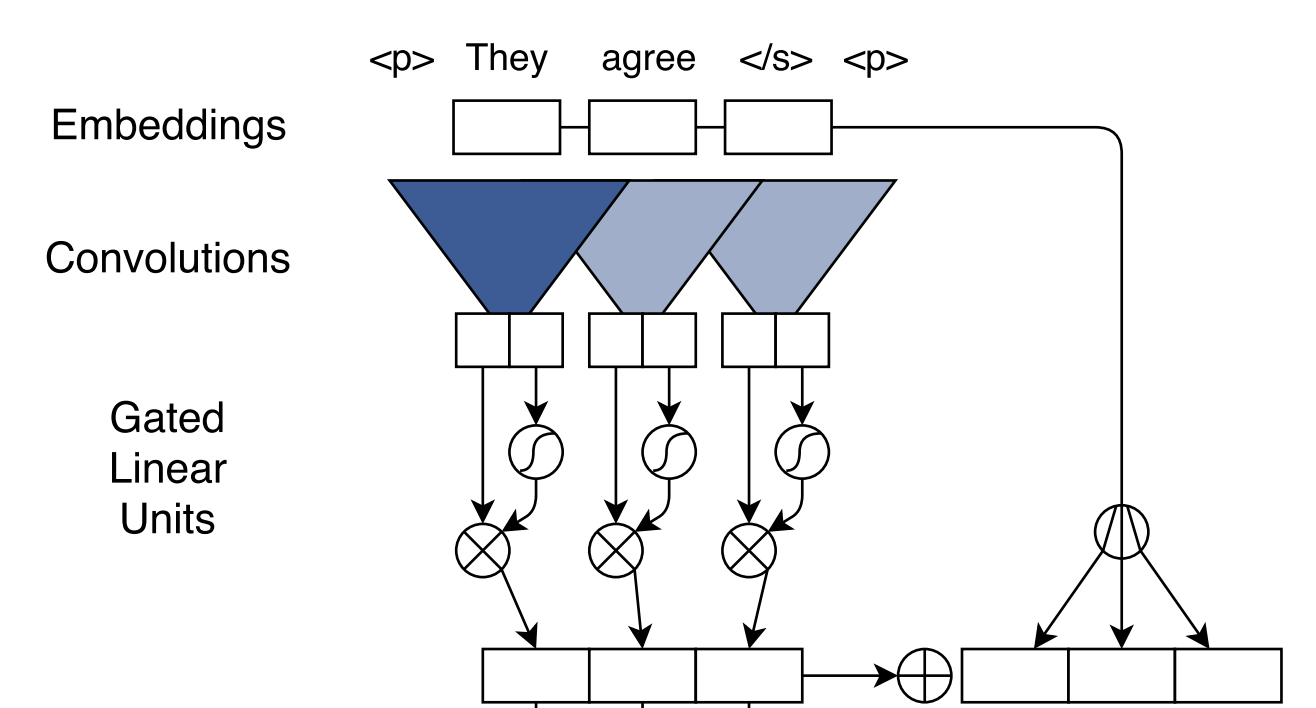 <p> They agree </s> <p>
Embeddings
Convolutions
Gated
Linear
Units